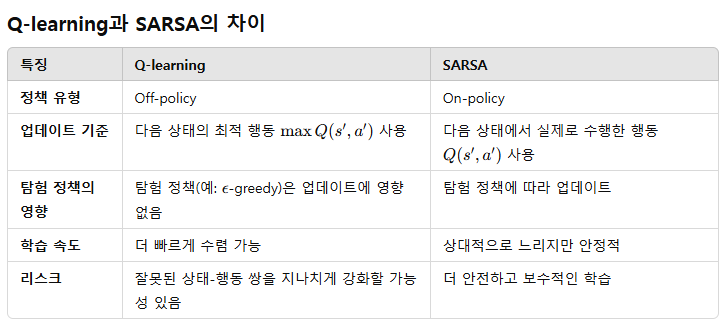 Q-learning과 SARSA의 차이
특징 Q-learning SARSA
정책 유형 Off-policy On-policy
업데이트 기준 다음 상태의 최적 행동 max Q(s′, a′) 사용 다음 상태에서 실제로 수행한 행동
Q(s′, a′) 사용
탐험 정책의 탐험 정책(예: ϵ-greedy)은 업데이트에 영향 탐험 정책에 따라 업데이트
영향 없음
학습 속도 더 빠르게 수렴 가능 상대적으로 느리지만 안정적
리스크 잘못된 상태-행동 쌍을 지나치게 강화할 가능 더 안전하고 보수적인 학습
성 있음